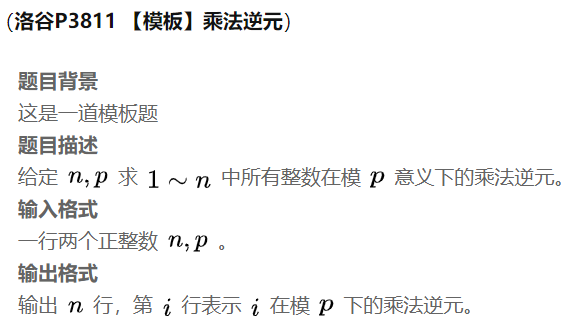 （洛谷P3811 【模板】乘法逆元）
题目背景
这是一道模板题
题目描述
给定 n, p 求 1 ∼ n 中所有整数在模 p 意义下的乘法逆元。
输入格式
一行两个正整数 n, p 。
输出格式
输出 n 行，第 i 行表示 i 在模 p 下的乘法逆元。